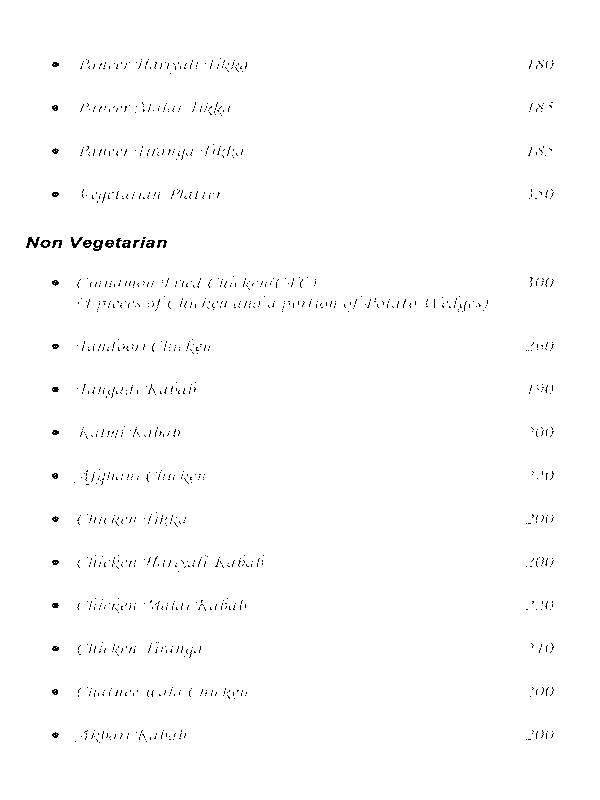 • Paneer Hariyali Tikka 180
• Paneer Malai Tikka 185
• Paneer Tiranga Tikka 185
• Vegetarian Platter 350
Non Vegetarian
• Cinnamon Fried Chicken(CFC) 300
(4 pieces of Chicken and a portion of Potato Wedges)
• Tandoori Chicken 260
• Tangadi Kabab 190
• Kalmi Kabab 200
• Afghani Chicken 220
• Chicken Tikka 200
• Chicken Hariyali Kabab 200
• Chicken Malai Kabab 220
• Chicken Tiranga 210
• Chatnee wala Chicken 200
• Akbari Kabab 200